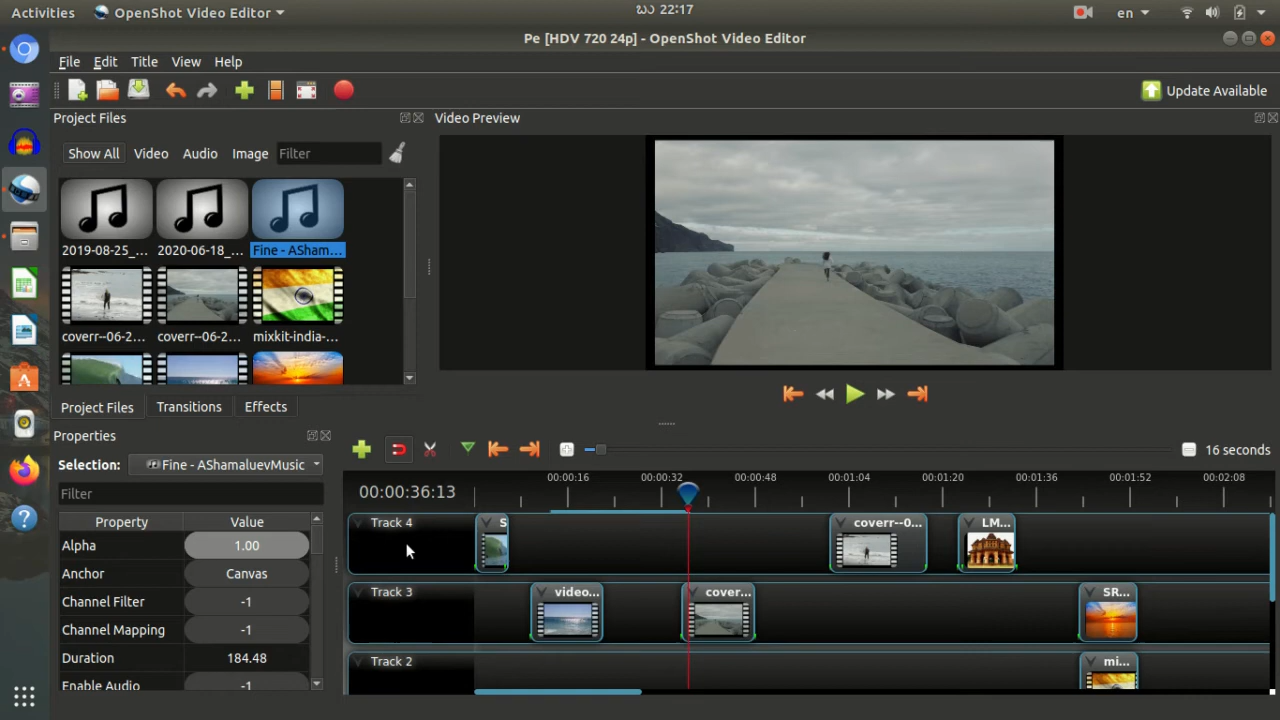 Activities
OpenShot Video Editor
22:17
en
Pe [HDV 720 24p] - OpenShot Video Editor
File Edit Title View Help
Update Available
Project Files
Video Preview
Show All Video Audio Image Filter
2019-08-25_...
2020-06-18_...
Fine - ASham...
coverr--06-2...
coverr--06-2...
mixkit-india-...
Project Files Transitions Effects
Properties
Selection: Fine - AShamaluevMusic
16 seconds
Filter
00:00:36:13
00:00:16
00:00:32
00:00:48
00:01:04
00:01:20
00:01:36
00:01:52
00:02:08
Property Value
Alpha 1.00
Anchor Canvas
Channel Filter -1
Channel Mapping -1
Duration 184.48
Enable Audio -1
Track 4
S
coverr--0...
LM...
Track 3
video...
cover...
SR...
Track 2
mi...